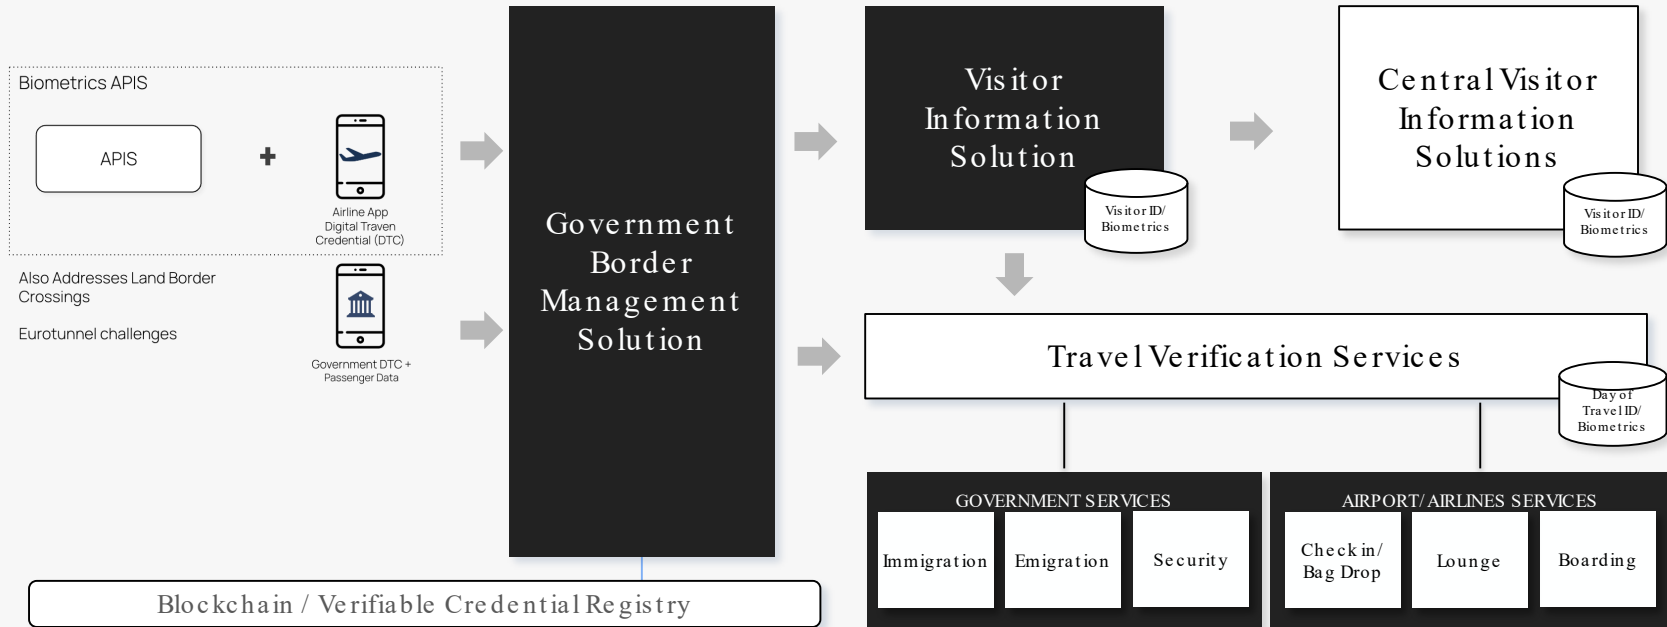 Biometrics APIS
APIS
+
Airline App
Digital Traven
Credential (DTC)
Also Addresses Land Border
Crossings
Eurotunnel challenges
Government DTC +
Passenger Data
Government
Border
Management
Solution
Blockchain / Verifiable Credential Registry
Visitor
Information
Solution
Visitor ID/
Biometrics
Central Visitor
Information
Solutions
Visitor ID/
Biometrics
Travel Verification Services
Day of
Travel ID/
Biometrics
GOVERNMENT SERVICES
Immigration
Emigration
Security
AIRPORT/AIRLINES SERVICES
Checkin/
Bag Drop
Lounge
Boarding